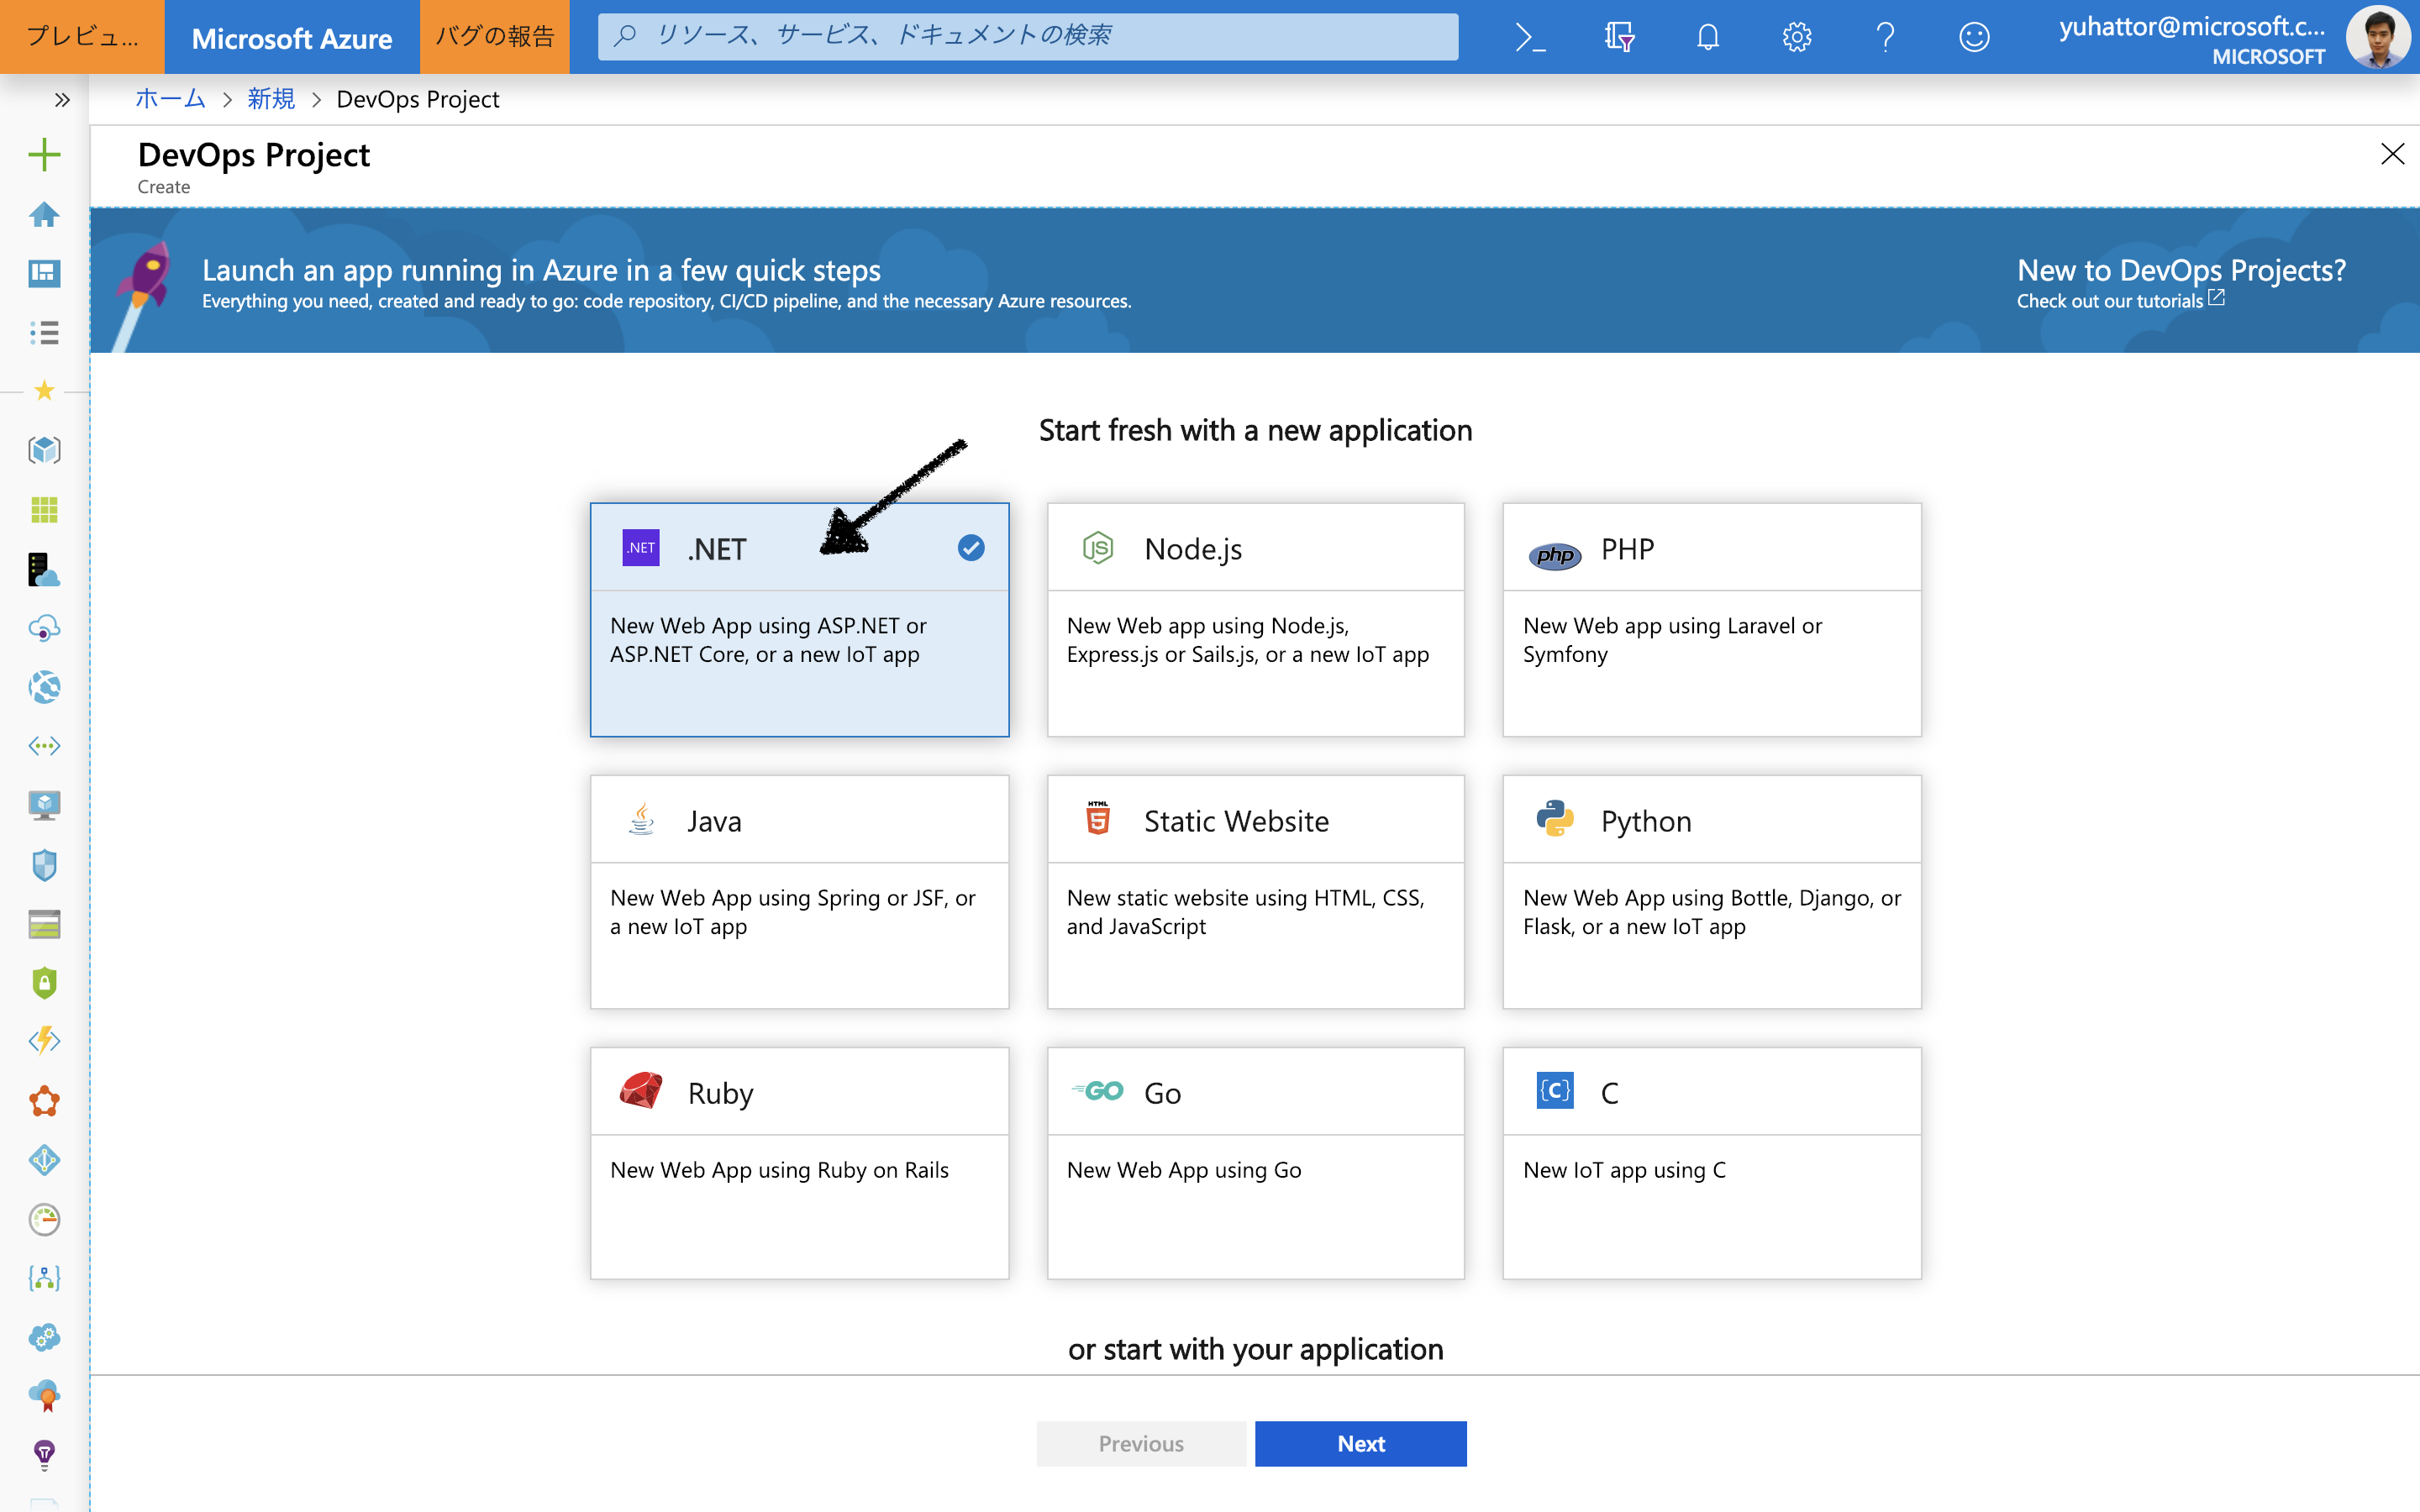 プレビュ...
Microsoft Azure
バグの報告
リソース、サービス、ドキュメントの検索
yuhattor@microsoft.c...
MICROSOFT
ホーム > 新規 > DevOps Project
DevOps Project
Create
Launch an app running in Azure in a few quick steps
Everything you need, created and ready to go: code repository, CI/CD pipeline, and the necessary Azure resources.
New to DevOps Projects?
Check out our tutorials
Start fresh with a new application
.NET .NET
New Web App using ASP.NET or
ASP.NET Core, or a new IoT app
JS Node.js
New Web app using Node.js,
Express.js or Sails.js, or a new IoT app
php PHP
New Web app using Laravel or
Symfony
Java
New Web App using Spring or JSF, or
a new IoT app
HTML 5 Static Website
New static website using HTML, CSS,
and JavaScript
Python
New Web App using Bottle, Django, or
Flask, or a new IoT app
Ruby
New Web App using Ruby on Rails
GO Go
New Web App using Go
{C} C
New IoT app using C
or start with your application
Previous
Next